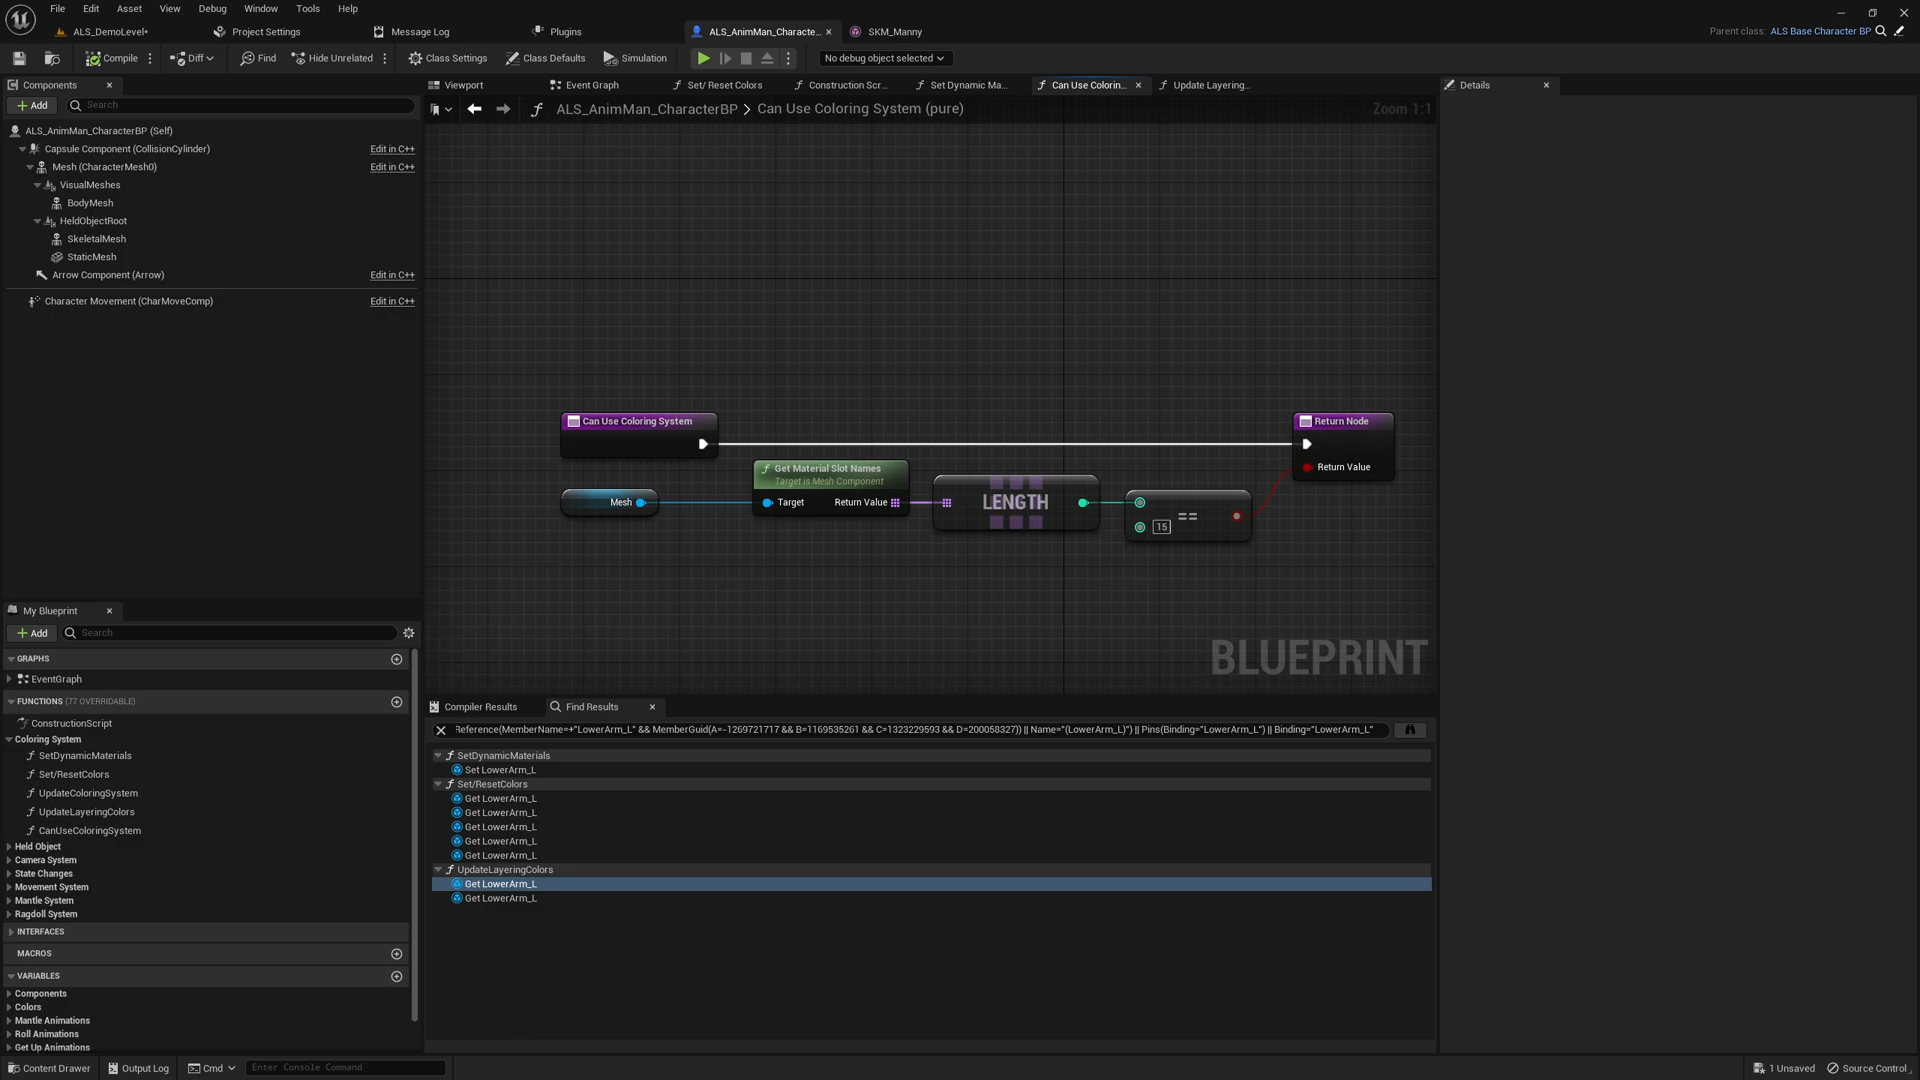 File Edit Asset View Debug Window Tools Help
ALS_DemoLevel* Project Settings Message Log Plugins ALS_AnimMan_Characte... SKM_Manny
Parent class: ALS Base Character BP
Compile Diff Find Hide Unrelated Class Settings Class Defaults Simulation No debug object selected
Components
Viewport Event Graph Set/ Reset Colors Construction Scr... Set Dynamic Ma... Can Use Colorin... Update Layering...
Details
Add Search
ALS_AnimMan_CharacterBP > Can Use Coloring System (pure)
Zoom 1:1
ALS_AnimMan_CharacterBP (Self)
Capsule Component (CollisionCylinder) Edit in C++
Mesh (CharacterMesh0) Edit in C++
VisualMeshes
BodyMesh
HeldObjectRoot
SkeletalMesh
StaticMesh
Arrow Component (Arrow) Edit in C++
Character Movement (CharMoveComp) Edit in C++
Can Use Coloring System
Return Node
Return Value
Get Material Slot Names
Target is Mesh Component
Mesh
Target Return Value
LENGTH
==
15
BLUEPRINT
My Blueprint
Add Search
GRAPHS
EventGraph
FUNCTIONS (77 OVERRIDABLE)
ConstructionScript
Coloring System
SetDynamicMaterials
Set/ResetColors
UpdateColoringSystem
UpdateLayeringColors
CanUseColoringSystem
Held Object
Camera System
State Changes
Movement System
Mantle System
Ragdoll System
INTERFACES
MACROS
VARIABLES
Components
Colors
Mantle Animations
Roll Animations
Get Up Animations
Compiler Results Find Results
Reference(MemberName=+"LowerArm_L" && MemberGuid(A=-1269721717 && B=1169535261 && C=1323229593 && D=200058327)) || Name="(LowerArm_L)") || Pins(Binding="LowerArm_L") || Binding="LowerArm_L"
SetDynamicMaterials
Set LowerArm_L
Set/ResetColors
Get LowerArm_L
Get LowerArm_L
Get LowerArm_L
Get LowerArm_L
Get LowerArm_L
UpdateLayeringColors
Get LowerArm_L
Get LowerArm_L
Content Drawer Output Log Cmd Enter Console Command
1 Unsaved Source Control